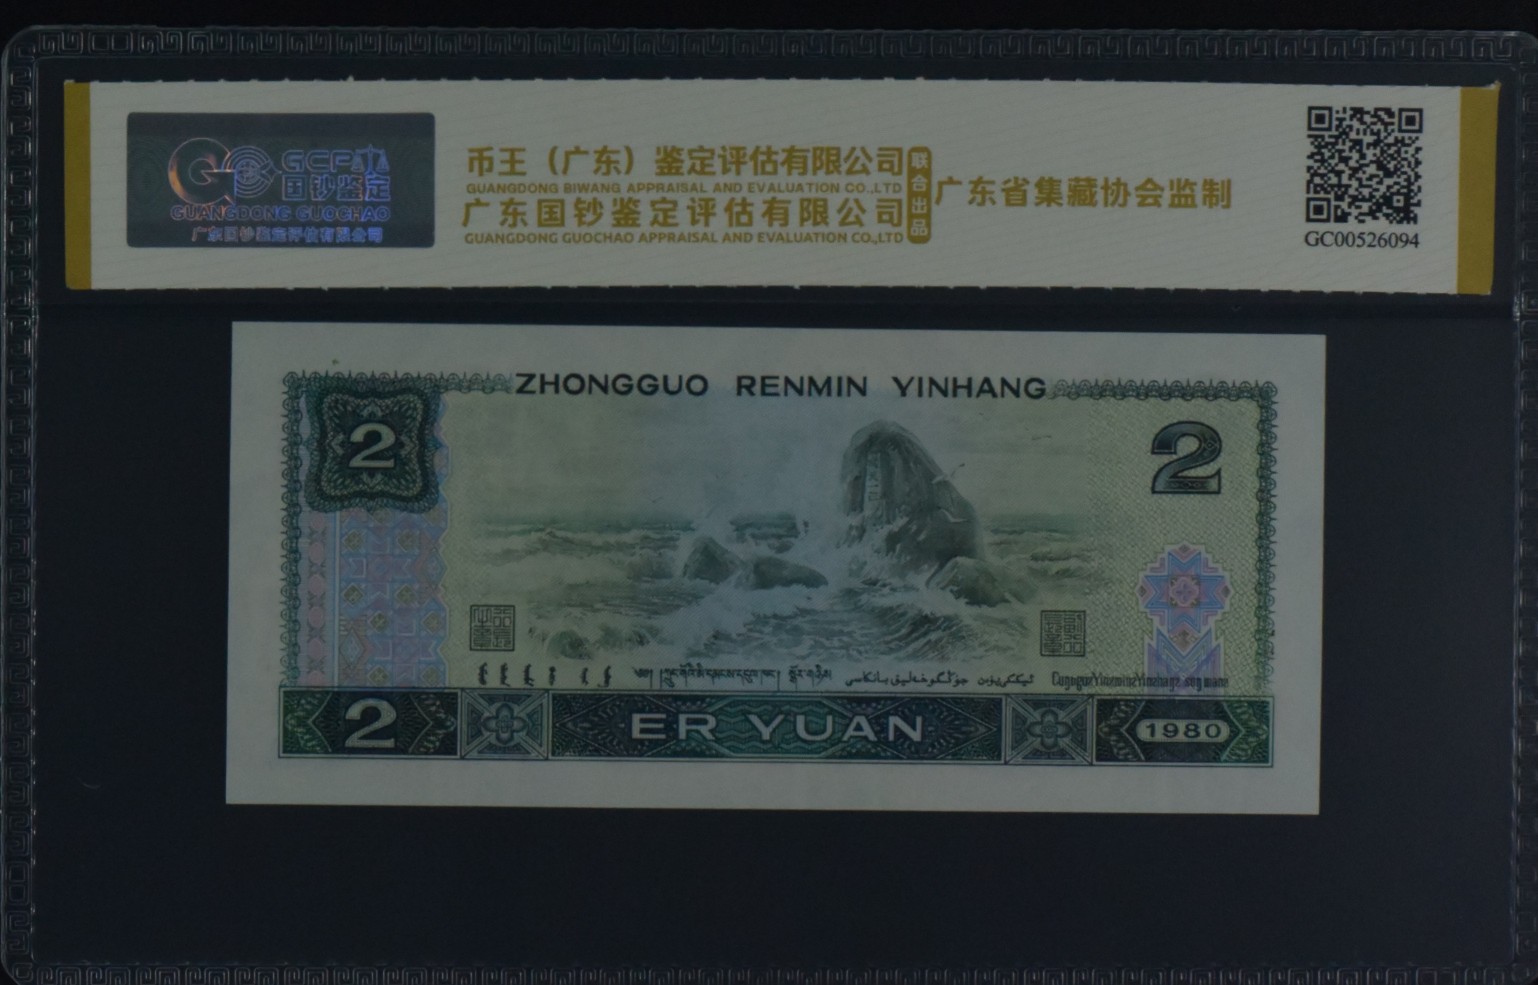 GCP
国钞鉴定
GUANGDONG GUOCHAO
广东国钞鉴定评估有限公司
币王（广东）鉴定评估有限公司
GUANGDONG BIWANG APPRAISAL AND EVALUATION CO.,LTD
广东国钞鉴定评估有限公司
GUANGDONG GUOCHAO APPRAISAL AND EVALUATION CO.,LTD
联合出品
广东省集藏协会监制
GC00526094
ZHONGGUO RENMIN YINHANG
2
2
2
ER YUAN
1980